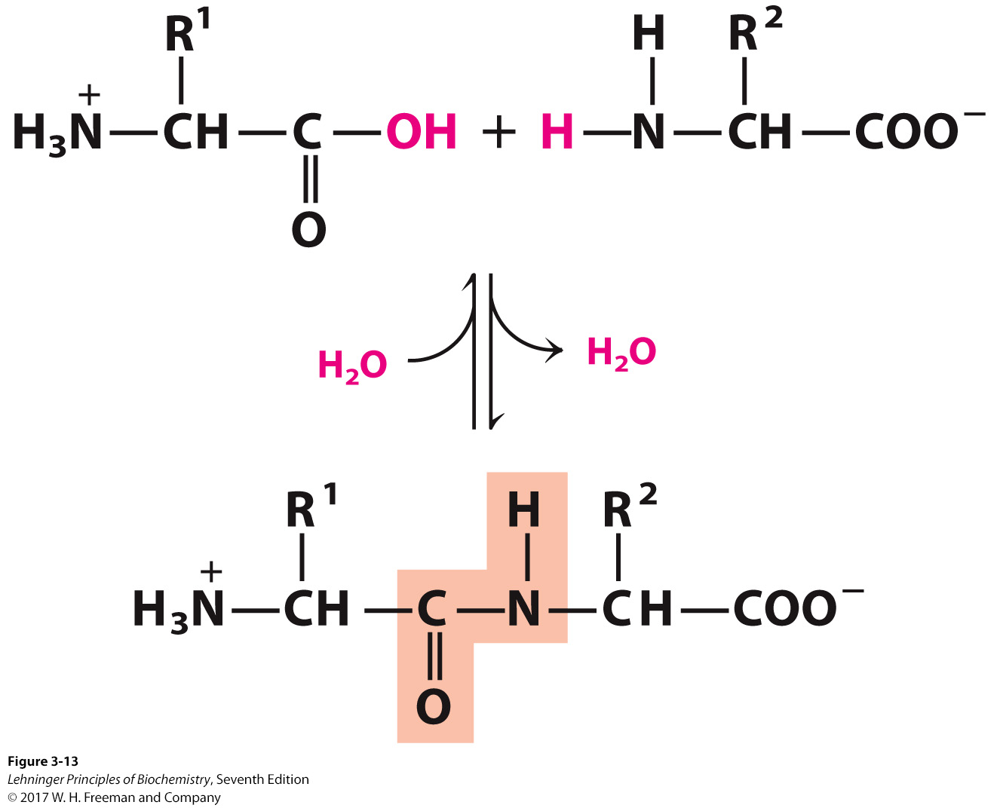 R¹ H R²
H₃N⁺—CH—C—OH + H—N—CH—COO⁻
O
H₂O H₂O
R¹ H R²
H₃N⁺—CH—C—N—CH—COO⁻
O
Figure 3-13
Lehninger Principles of Biochemistry, Seventh Edition
© 2017 W. H. Freeman and Company